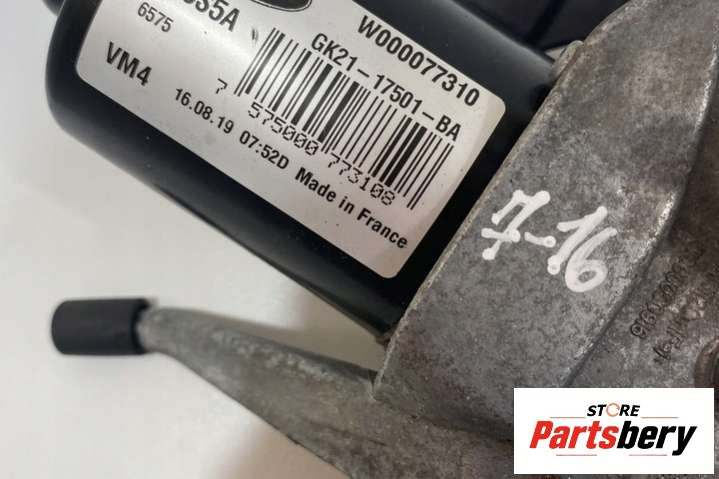 6575
VM4
W000077310
GK21-17501-BA
7 575000 773108
16.08.19 07:52D Made in France
7-16
STORE
Partsbery